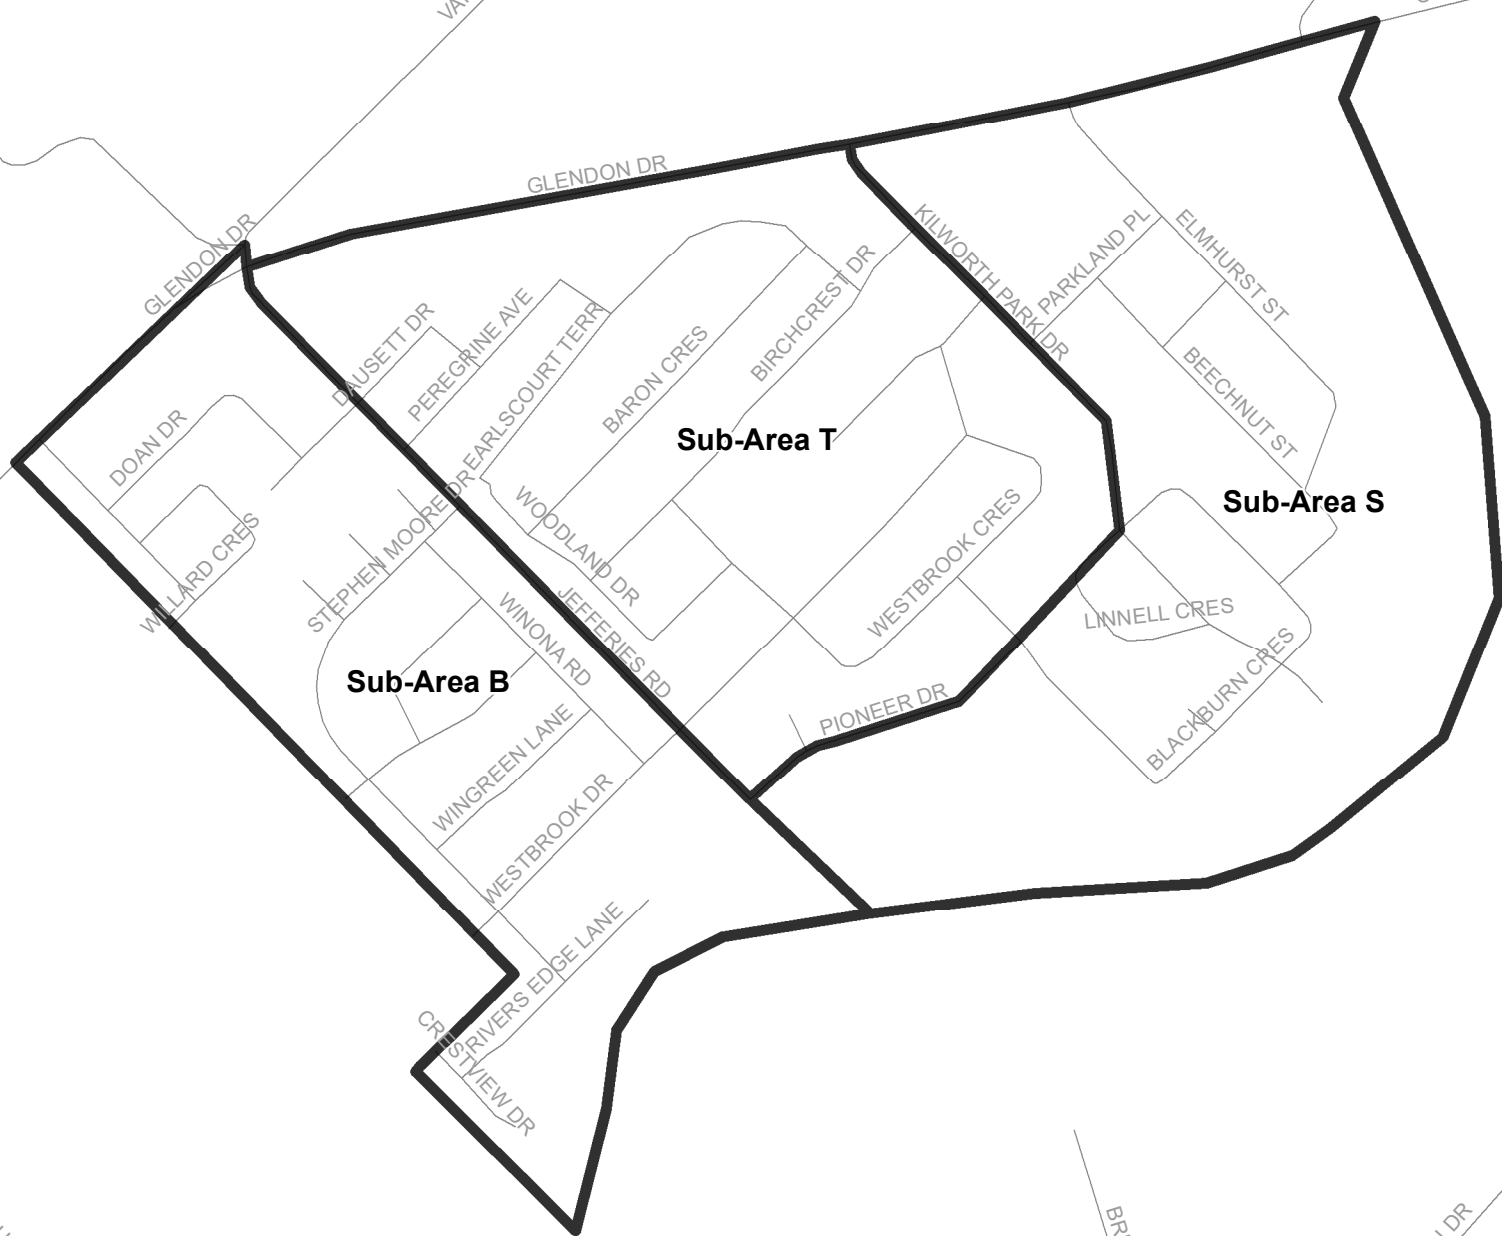 VA
GLENDON DR
GLENDON DR
KILWORTH PARK DR
PARKLAND PL
ELMHURST ST
BEECHNUT ST
DAUSETT DR
PEREGRINE AVE
EARLSCOURT TERR
BARON CRES
BIRCHCREST DR
DOAN DR
Sub-Area T
Sub-Area S
WILLARD CRES
STEPHEN MOORE DR
WOODLAND DR
WESTBROOK CRES
LINNELL CRES
BLACKBURN CRES
WINONA RD
JEFFERIES RD
Sub-Area B
PIONEER DR
WINGREEN LANE
WESTBROOK DR
RIVERS EDGE LANE
CRESTVIEW DR
BR
DR